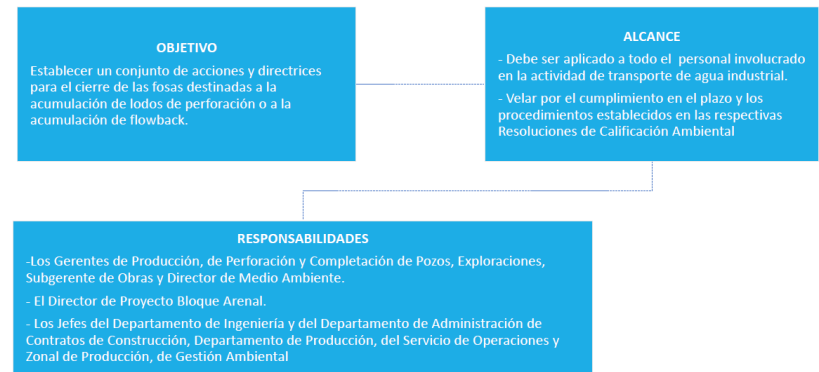 OBJETIVO
Establecer un conjunto de acciones y directrices
para el cierre de las fosas destinadas a la
acumulación de lodos de perforación o a la
acumulación de flowback.
ALCANCE
- Debe ser aplicado a todo el personal involucrado
en la actividad de transporte de agua industrial.
- Velar por el cumplimiento en el plazo y los
procedimientos establecidos en las respectivas
Resoluciones de Calificación Ambiental
RESPONSABILIDADES
-Los Gerentes de Producción, de Perforación y Completación de Pozos, Exploraciones,
Subgerente de Obras y Director de Medio Ambiente.
- El Director de Proyecto Bloque Arenal.
- Los Jefes del Departamento de Ingeniería y del Departamento de Administración de
Contratos de Construcción, Departamento de Producción, del Servicio de Operaciones y
Zonal de Producción, de Gestión Ambiental